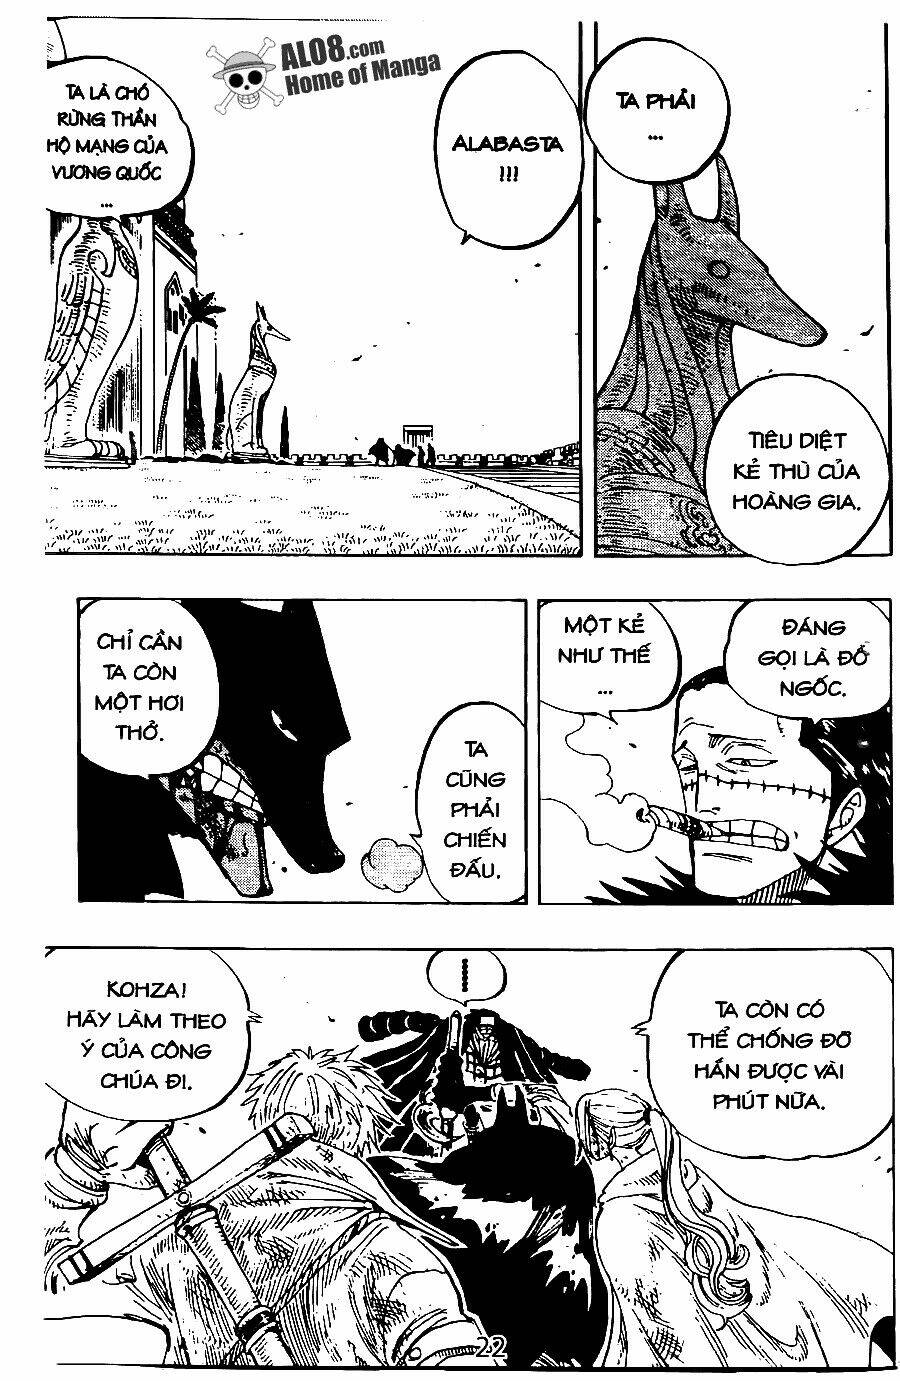 AL08.com
Home of Manga
TA LÀ CHÓ
RỪNG THẦN
HỘ MẠNG CỦA
VƯƠNG QUỐC
...
ALABASTA
!!!
TA PHẢI
...
TIÊU DIỆT
KẺ THÙ CỦA
HOÀNG GIA.
CHỈ CẦN
TA CÒN
MỘT HƠI
THỞ.
TA
CŨNG
PHẢI
CHIẾN
ĐẤU.
MỘT KẺ
NHƯ THẾ
...
ĐÁNG
GỌI LÀ ĐỒ
NGỐC.
KOHZA!
HÃY LÀM THEO
Ý CỦA CÔNG
CHÚA ĐI.
TA CÒN CÓ
THỂ CHỐNG ĐỠ
HẮN ĐƯỢC VÀI
PHÚT NỮA.
22